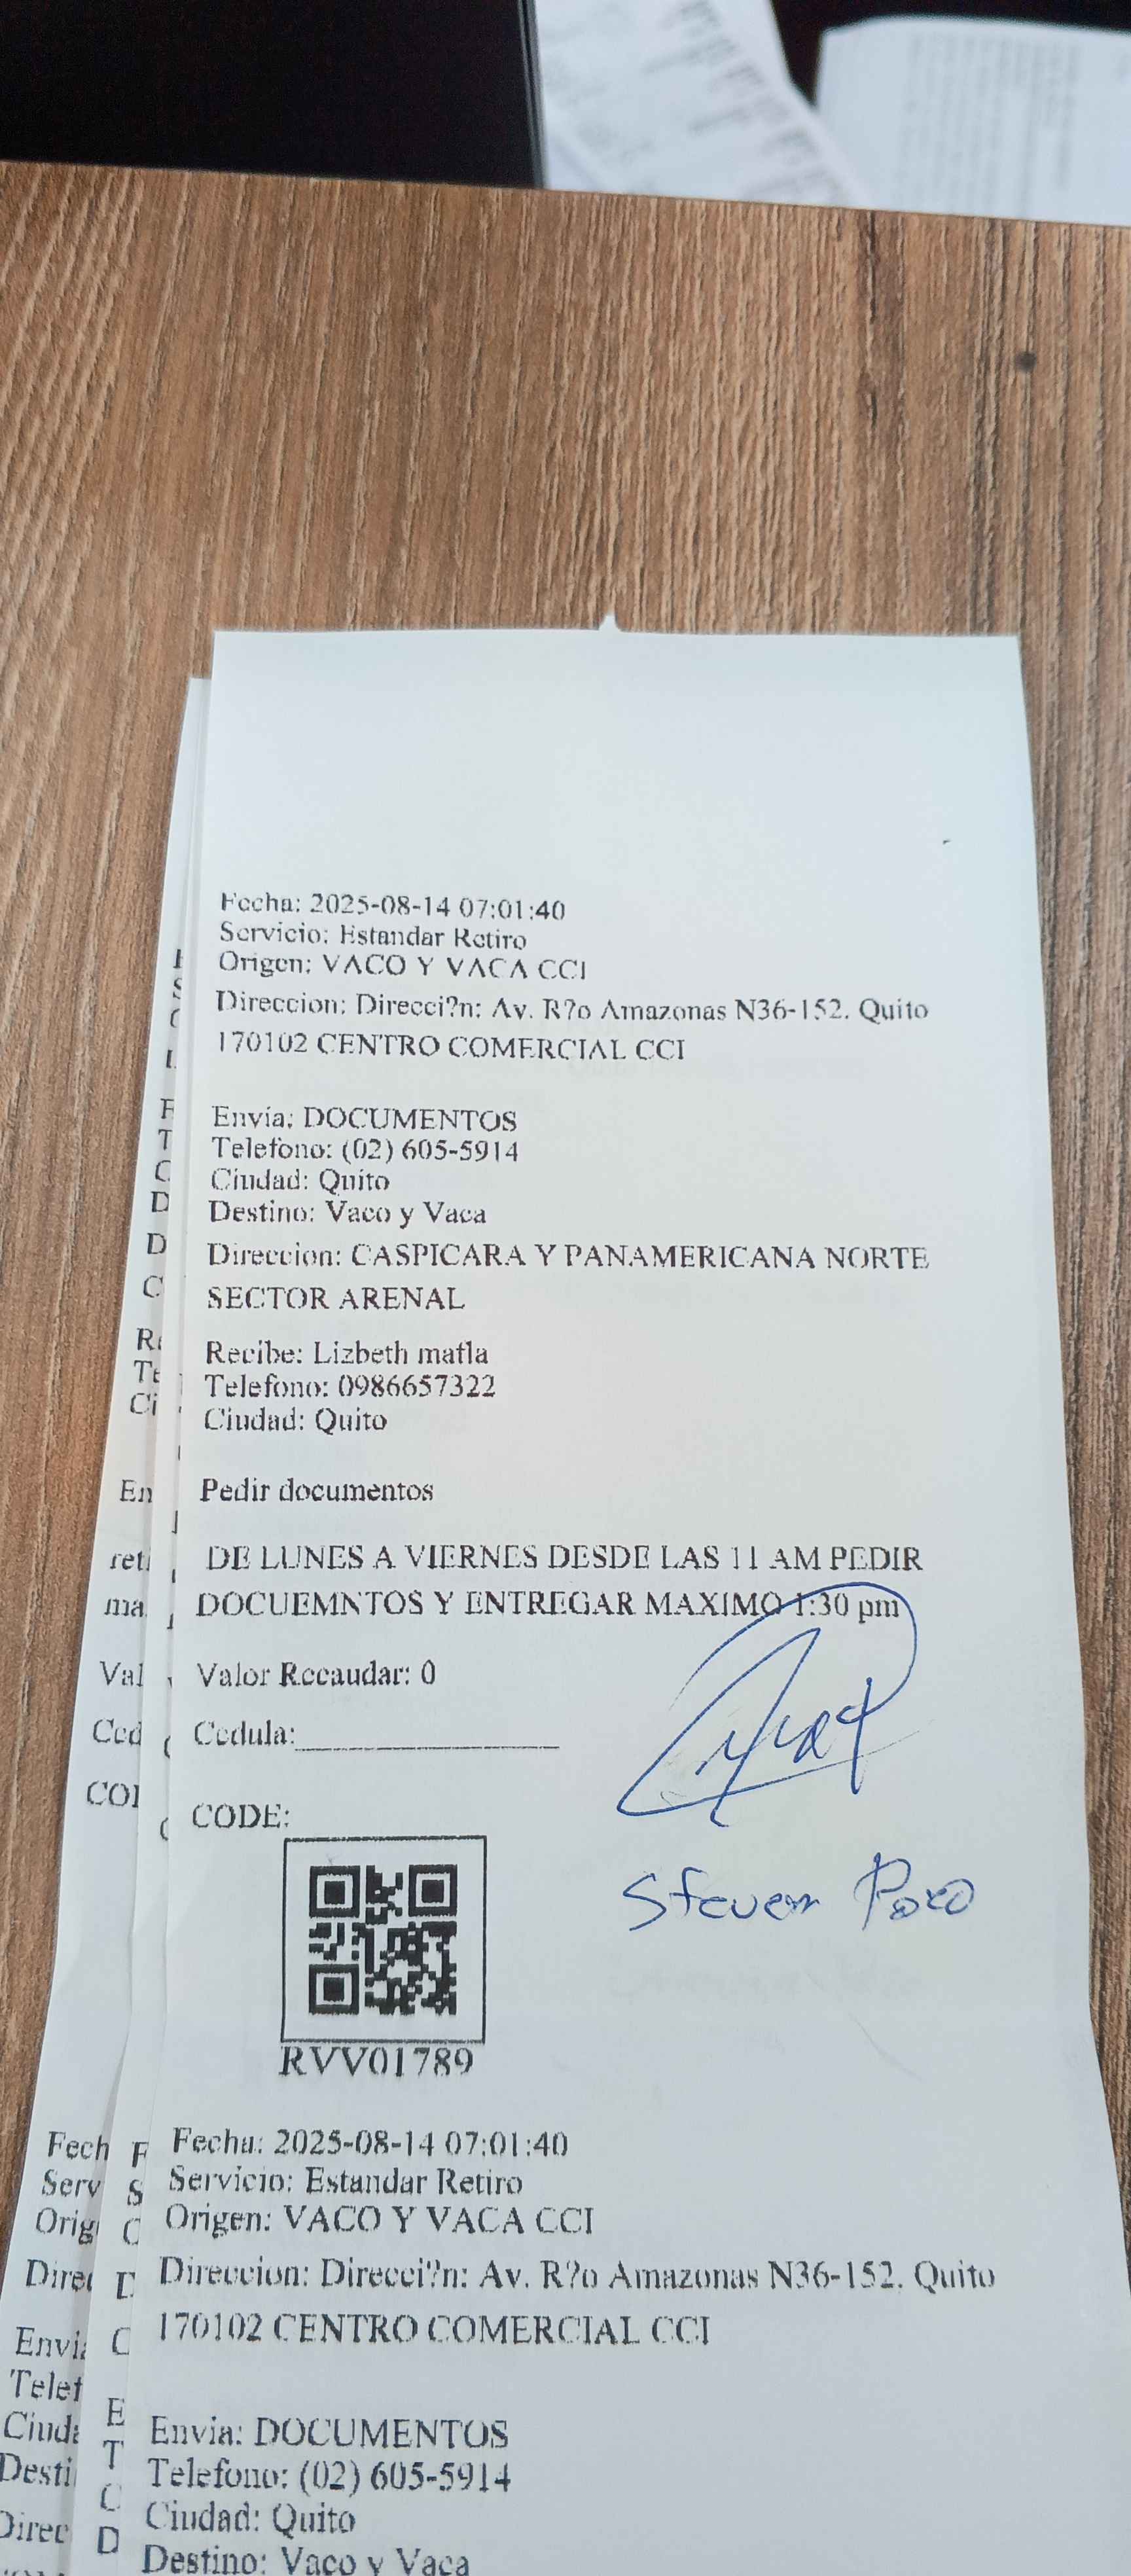 Fecha: 2025-08-14 07:01:40
Servicio: Estandar Retiro
Origen: VACO Y VACA CCI
Direccion: Direcci?n: Av. R?o Amazonas N36-152. Quito
170102 CENTRO COMERCIAL CCI
Envia: DOCUMENTOS
Telefono: (02) 605-5914
Ciudad: Quito
Destino: Vaco y Vaca
Direccion: CASPICARA Y PANAMERICANA NORTE
SECTOR ARENAL
Recibe: Lizbeth matla
Telefono: 0986657322
Ciudad: Quito
Pedir documentos
DE LUNES A VIERNES DESDE LAS 11 AM PEDIR
DOCUEMNTOS Y ENTREGAR MAXIMO 1:30 pm
Valor Recaudar: 0
Cedula:
CODE:
Steven
RVV01789
Fecha: 2025-08-14 07:01:40
Servicio: Estandar Retiro
Origen: VACO Y VACA CCI
Direccion: Direcci?n: Av. R?o Amazonas N36-152. Quito
170102 CENTRO COMERCIAL CCI
Envia: DOCUMENTOS
Telefono: (02) 605-5914
Ciudad: Quito
Destino: Vaco y Vaca